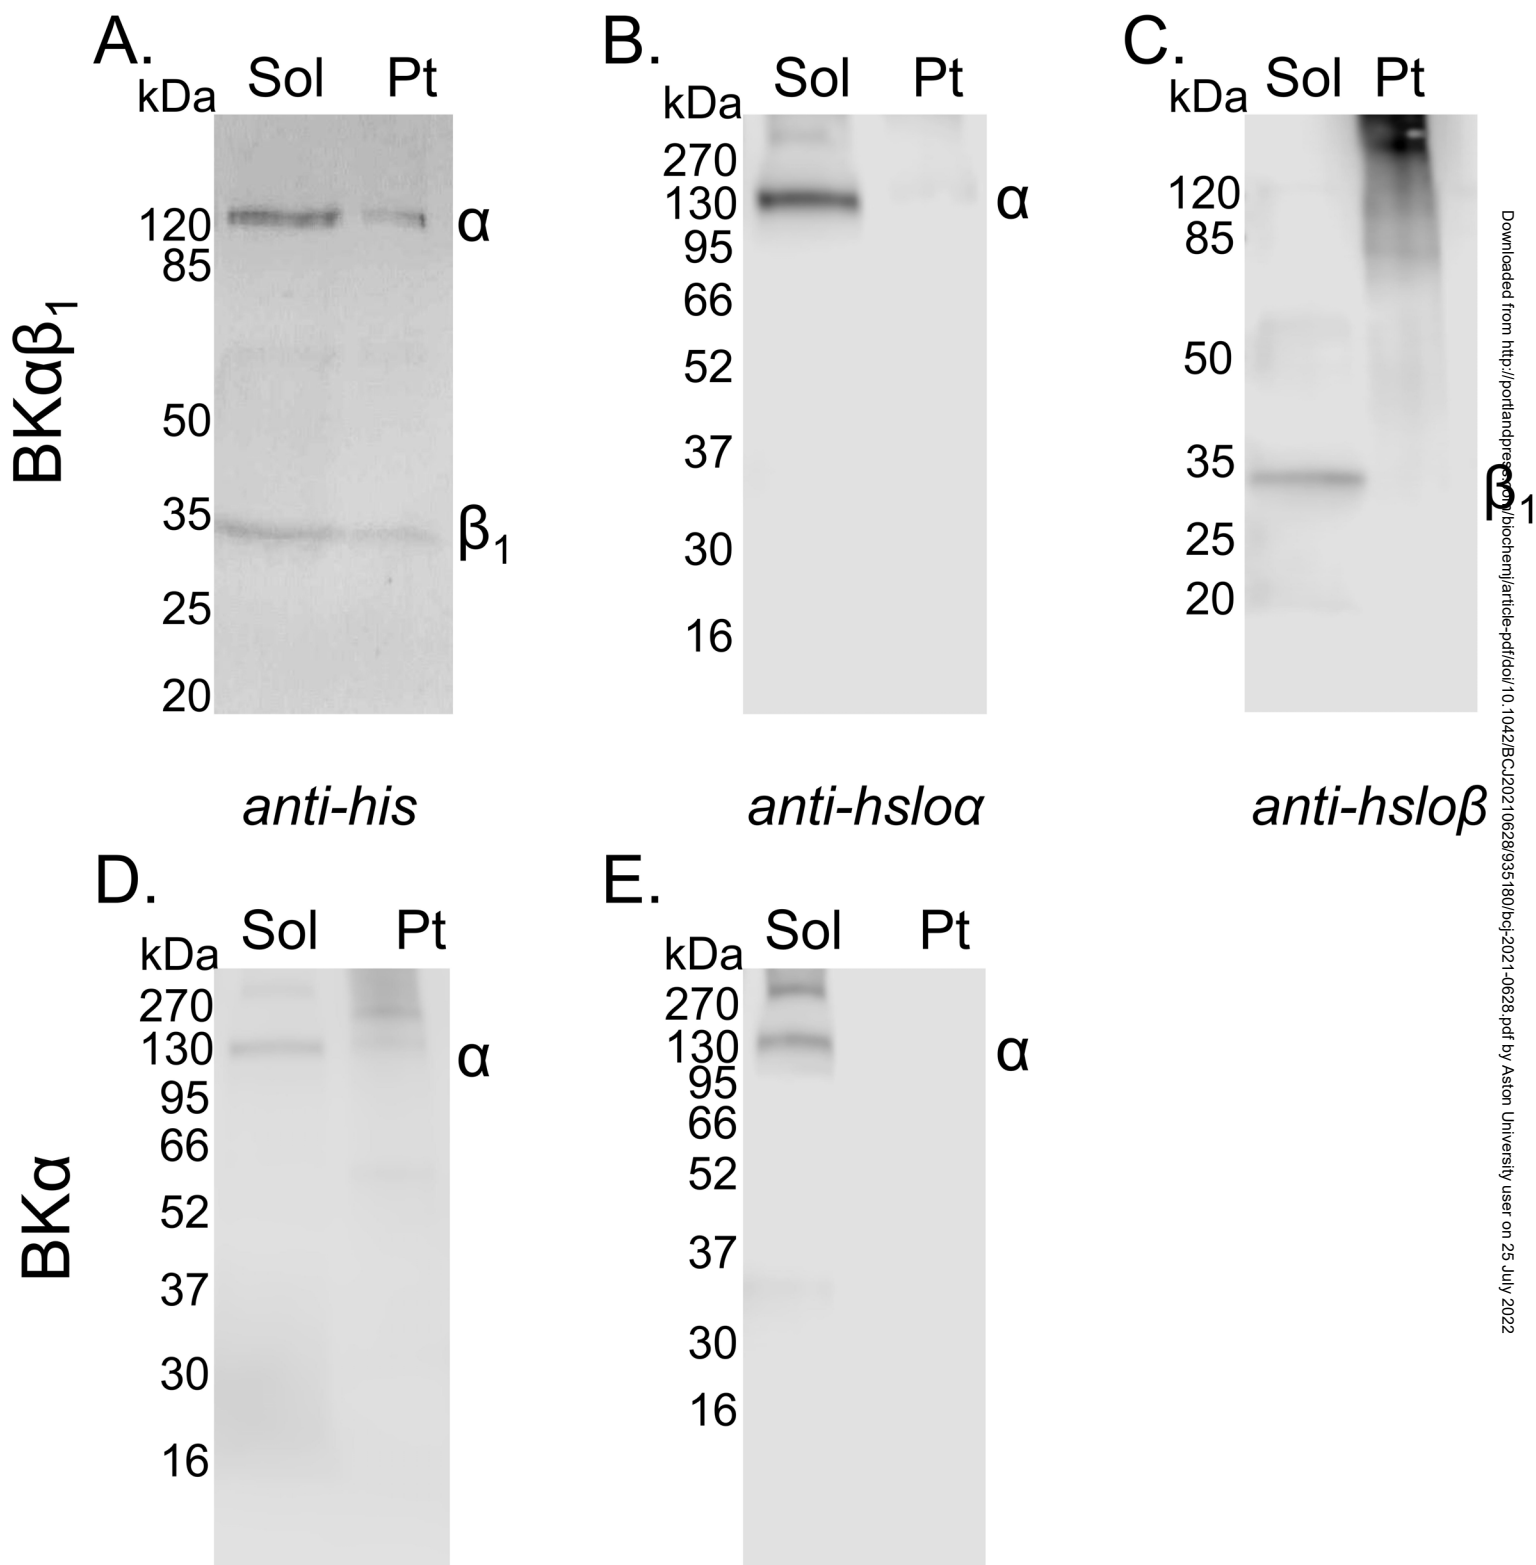 A.
Sol Pt
kDa
120
85
50
35
25
20
α
β1
BKαβ1
anti-his
B.
Sol Pt
kDa
270
130
95
66
52
37
30
16
α
anti-hsloα
C.
Sol Pt
kDa
120
85
50
35
25
20
β1
anti-hsloβ
D.
Sol Pt
kDa
270
130
95
66
52
37
30
16
α
BKα
E.
Sol Pt
kDa
270
130
95
66
52
37
30
16
α
Downloaded from http://portlandpress.com/biochemj/article-pdf/doi/10.1042/BCJ20210628/935180/bcj-2021-0628.pdf by Aston University user on 25 July 2022